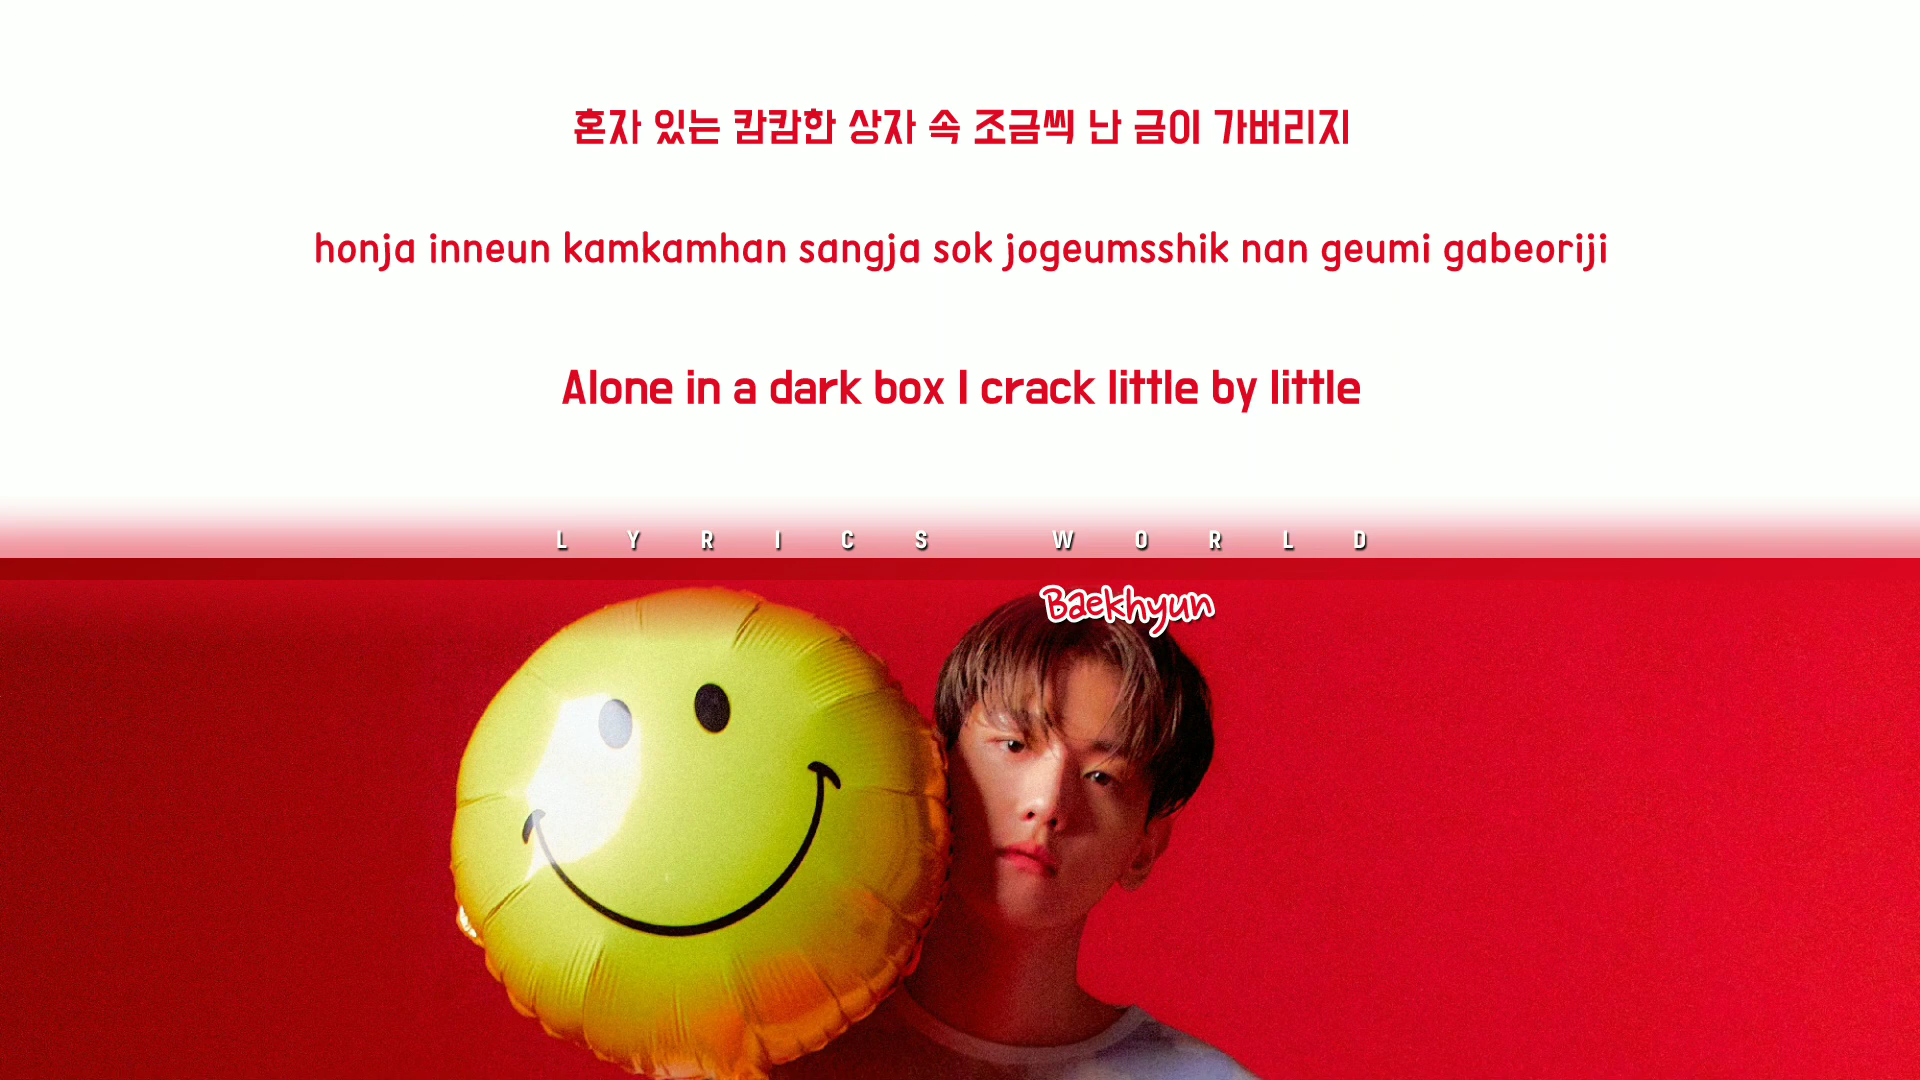 혼자 있는 캄캄한 상자 속 조금씩 난 금이 가버리지
honja inneun kamkamhan sangja sok jogeumsshik nan geumi gabeoriji
Alone in a dark box I crack little by little
LYRICS WORLD
Baekhyun